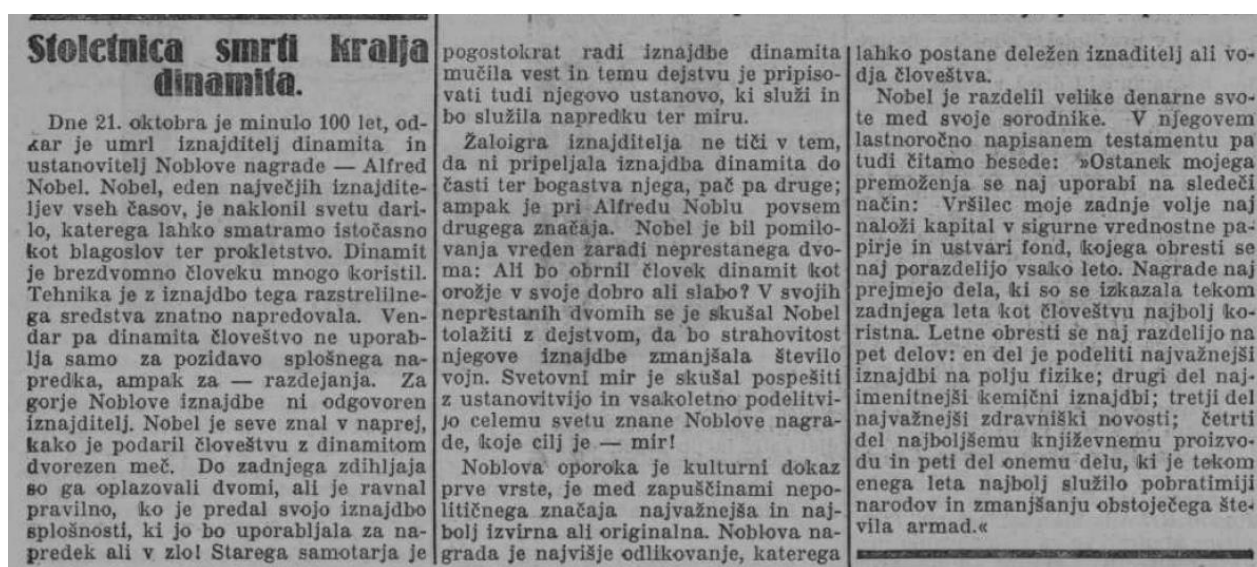 Stoletnica smrti kralja
dinamita.
Dne 21. oktobra je minulo 100 let, od-
kar je umrl iznajditelj dinamita in
ustanovitelj Noblove nagrade — Alfred
Nobel. Nobel, eden največjih iznajdite-
ljev vseh časov, je naklonil svetu dari-
lo, katerega lahko smatramo istočasno
kot blagoslov ter prokletstvo. Dinamit
je brezdvomno človeku mnogo koristil.
Tehnika je z iznajdbo tega razstrelilne-
ga sredstva znatno napredovala. Ven-
dar pa dinamita človeštvo ne uporab-
lja samo za pozidavo splošnega na-
predka, ampak za — razdejanja. Za
gorje Noblove iznajdbe ni odgovoren
iznajditelj. Nobel je seve znal v naprej,
kako je podaril človeštvu z dinamitom
dvorezen meč. Do zadnjega zdihljaja
so ga oplazovali dvomi, ali je ravnal
pravilno, ko je predal svojo iznajdbo
splošnosti, ki jo bo uporabljala za na-
predek ali v zlo! Starega samotarja je
pogostokrat radi iznajdbe dinamita
mučila vest in temu dejstvu je pripiso-
vati tudi njegovo ustanovo, ki služi in
bo služila napredku ter miru.
Žaloigra iznajditelja ne tiči v tem,
da ni pripeljala iznajdba dinamita do
časti ter bogastva njega, pač pa druge;
ampak je pri Alfredu Noblu povsem
drugega značaja. Nobel je bil pomilo-
vanja vreden zaradi neprestanega dvo-
ma: Ali bo obrnil človek dinamit kot
orožje v svoje dobro ali slabo? V svojih
neprestanih dvomih se je skušal Nobel
tolažiti z dejstvom, da bo strahovitost
njegove iznajdbe zmanjšala število
vojn. Svetovni mir je skušal pospešiti
z ustanovitvijo in vsakoletno podelitvi-
jo celemu svetu znane Noblove nagra-
de, koje cilj je — mir!
Noblova oporoka je kulturni dokaz
prve vrste, je med zapuščinami nepo-
litičnega značaja najvažnejša in naj-
bolj izvirna ali originalna. Noblova na-
grada je najvišje odlikovanje, katerega
lahko postane deležen iznaditelj ali vo-
dja človeštva.
Nobel je razdelil velike denarne svo-
te med svoje sorodnike. V njegovem
lastnoročno napisanem testamentu pa
tudi čitamo besede: »Ostanek mojega
premoženja se naj uporabi na sledeči
način: Vršilec moje zadnje volje naj
naloži kapital v sigurne vrednostne pa-
pirje in ustvari fond, kojega obresti se
naj porazdelijo vsako leto. Nagrade naj
prejmejo dela, ki so se izkazala tekom
zadnjega leta kot človeštvu najbolj ko-
ristna. Letne obresti se naj razdelijo na
pet delov: en del je podeliti najvažnejši
iznajdbi na polju fizike; drugi del naj-
imenitnejši kemični iznajdbi; tretji del
najvažnejši zdravniški novosti; četrti
del najboljšemu književnemu proizvo-
du in peti del onemu delu, ki je tekom
enega leta najbolj služilo pobratimiji
narodov in zmanjšanju obstoječega šte-
vila armad.«